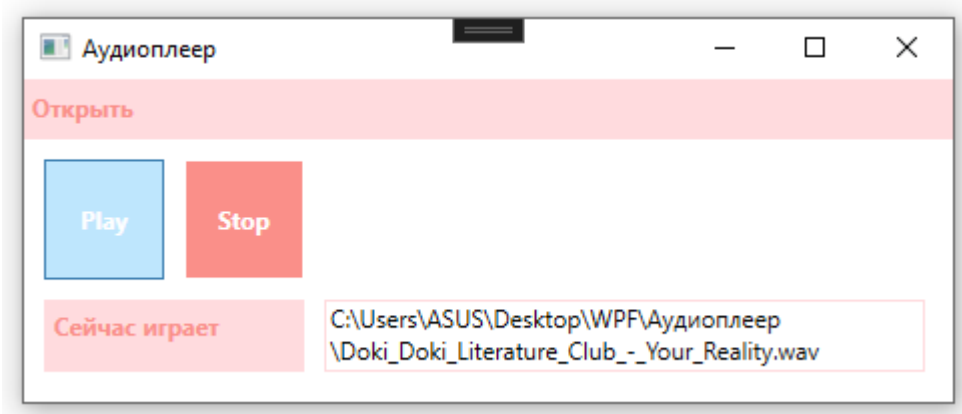 Аудиоплеер
Открыть
Play
Stop
Сейчас играет
C:\Users\ASUS\Desktop\WPF\Аудиоплеер
\Doki_Doki_Literature_Club_-_Your_Reality.wav